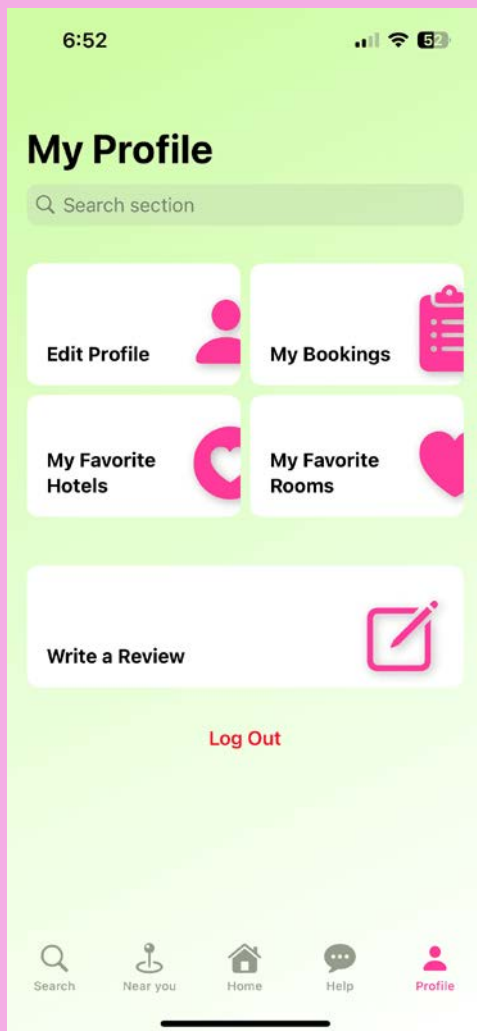 6:52
52
My Profile
Search section
Edit Profile
My Bookings
My Favorite
Hotels
My Favorite
Rooms
Write a Review
Log Out
Search
Near you
Home
Help
Profile